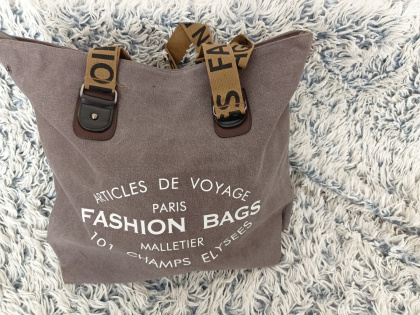 ARTICLES DE VOYAGE
PARIS
FASHION BAGS
MALLETIER
101 CHAMPS ELYSEES